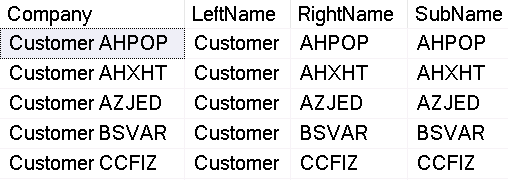 Company LeftName RightName SubName
Customer AHPOP Customer AHPOP AHPOP
Customer AHXHT Customer AHXHT AHXHT
Customer AZJED Customer AZJED AZJED
Customer BSVAR Customer BSVAR BSVAR
Customer CCFIZ Customer CCFIZ CCFIZ